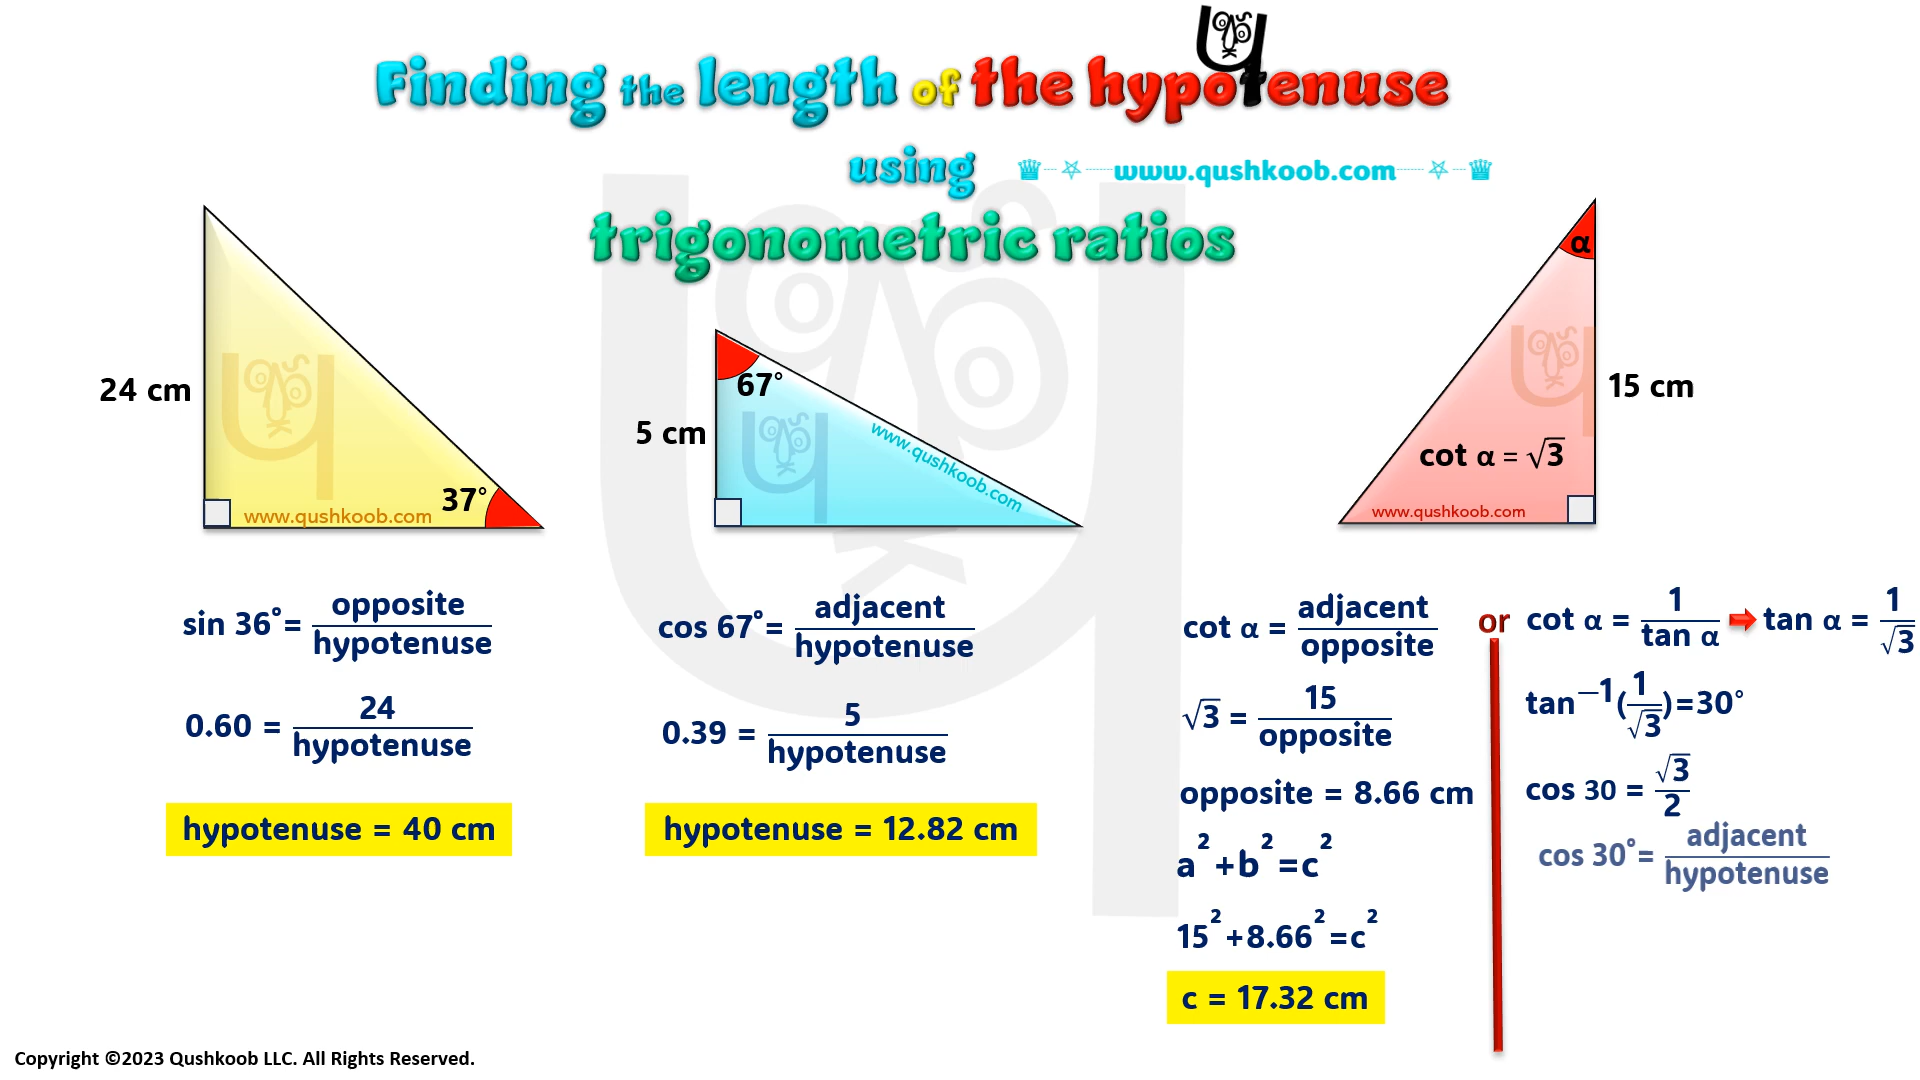 Finding the length of the hypotenuse
using
www.qushkoob.com
trigonometric ratios
24 cm
37°
www.qushkoob.com
67°
5 cm
www.qushkoob.com
α
15 cm
cot α = √3
www.qushkoob.com
sin 36° = opposite / hypotenuse
0.60 = 24 / hypotenuse
hypotenuse = 40 cm
cos 67° = adjacent / hypotenuse
0.39 = 5 / hypotenuse
hypotenuse = 12.82 cm
cot α = adjacent / opposite
√3 = 15 / opposite
opposite = 8.66 cm
a² + b² = c²
15² + 8.66² = c²
c = 17.32 cm
or
cot α = 1 / tan α ➡ tan α = 1 / √3
tan⁻¹(1 / √3) = 30°
cos 30 = √3 / 2
cos 30° = adjacent / hypotenuse
Copyright ©2023 Qushkoob LLC. All Rights Reserved.